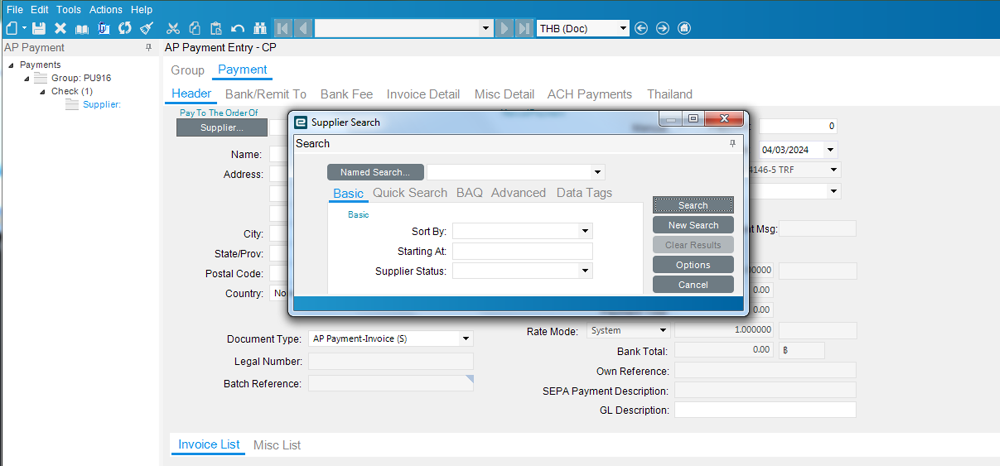 File Edit Tools Actions Help
THB (Doc)
AP Payment
AP Payment Entry - CP
Payments
Group: PU916
Check (1)
Supplier:
Group Payment
Header Bank/Remit To Bank Fee Invoice Detail Misc Detail ACH Payments Thailand
Pay To The Order Of
Supplier...
0
Name:
04/03/2024
Address:
4146-5 TRF
City:
State/Prov:
Postal Code:
Country: No
Msg:
0.00
0.00
Supplier Search
Search
Named Search...
Basic Quick Search BAQ Advanced Data Tags
Basic
Sort By:
Starting At:
Supplier Status:
Search
New Search
Clear Results
Options
Cancel
Document Type: AP Payment-Invoice (S)
Legal Number:
Batch Reference:
Rate Mode: System 1.000000
Bank Total: 0.00 ฿
Own Reference:
SEPA Payment Description:
GL Description:
Invoice List Misc List